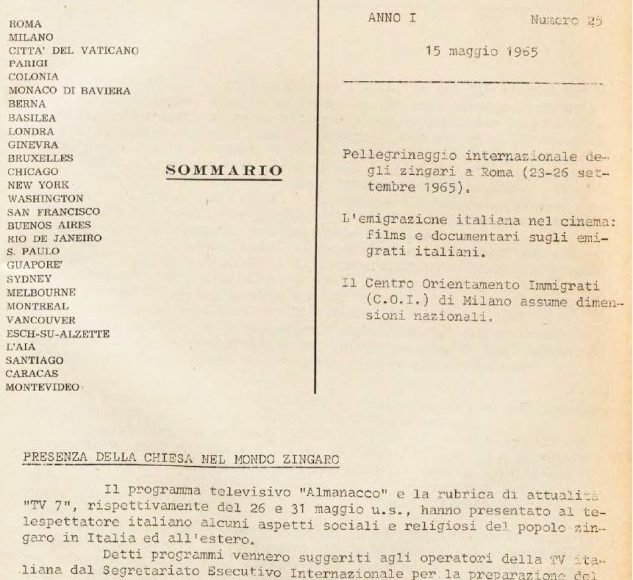 ROMA
MILANO
CITTA' DEL VATICANO
PARIGI
COLONIA
MONACO DI BAVIERA
BERNA
BASILEA
LONDRA
GINEVRA
BRUXELLES
CHICAGO
NEW YORK
WASHINGTON
SAN FRANCISCO
BUENOS AIRES
RIO DE JANEIRO
S. PAULO
GUAPORE'
SYDNEY
MELBOURNE
MONTREAL
VANCOUVER
ESCH-SU-ALZETTE
L'AIA
SANTIAGO
CARACAS
MONTEVIDEO
SOMMARIO
ANNO I Numero 25
15 maggio 1965
Pellegrinaggio internazionale de-
gli zingari a Roma (23-26 set-
tembre 1965).
L'emigrazione italiana nel cinema:
films e documentari sugli emi-
grati italiani.
Il Centro Orientamento Immigrati
(C.O.I.) di Milano assume dimen-
sioni nazionali.
PRESENZA DELLA CHIESA NEL MONDO ZINGARO
Il programma televisivo "Almanacco" e la rubrica di attualità
"TV 7", rispettivamente del 26 e 31 maggio u.s., hanno presentato al te-
lespettatore italiano alcuni aspetti sociali e religiosi del popolo zin-
garo in Italia ed all'estero.
Detti programmi vennero suggeriti agli operatori della TV ita-
liana dal Segretariato Esecutivo Internazionale per la preparazione del